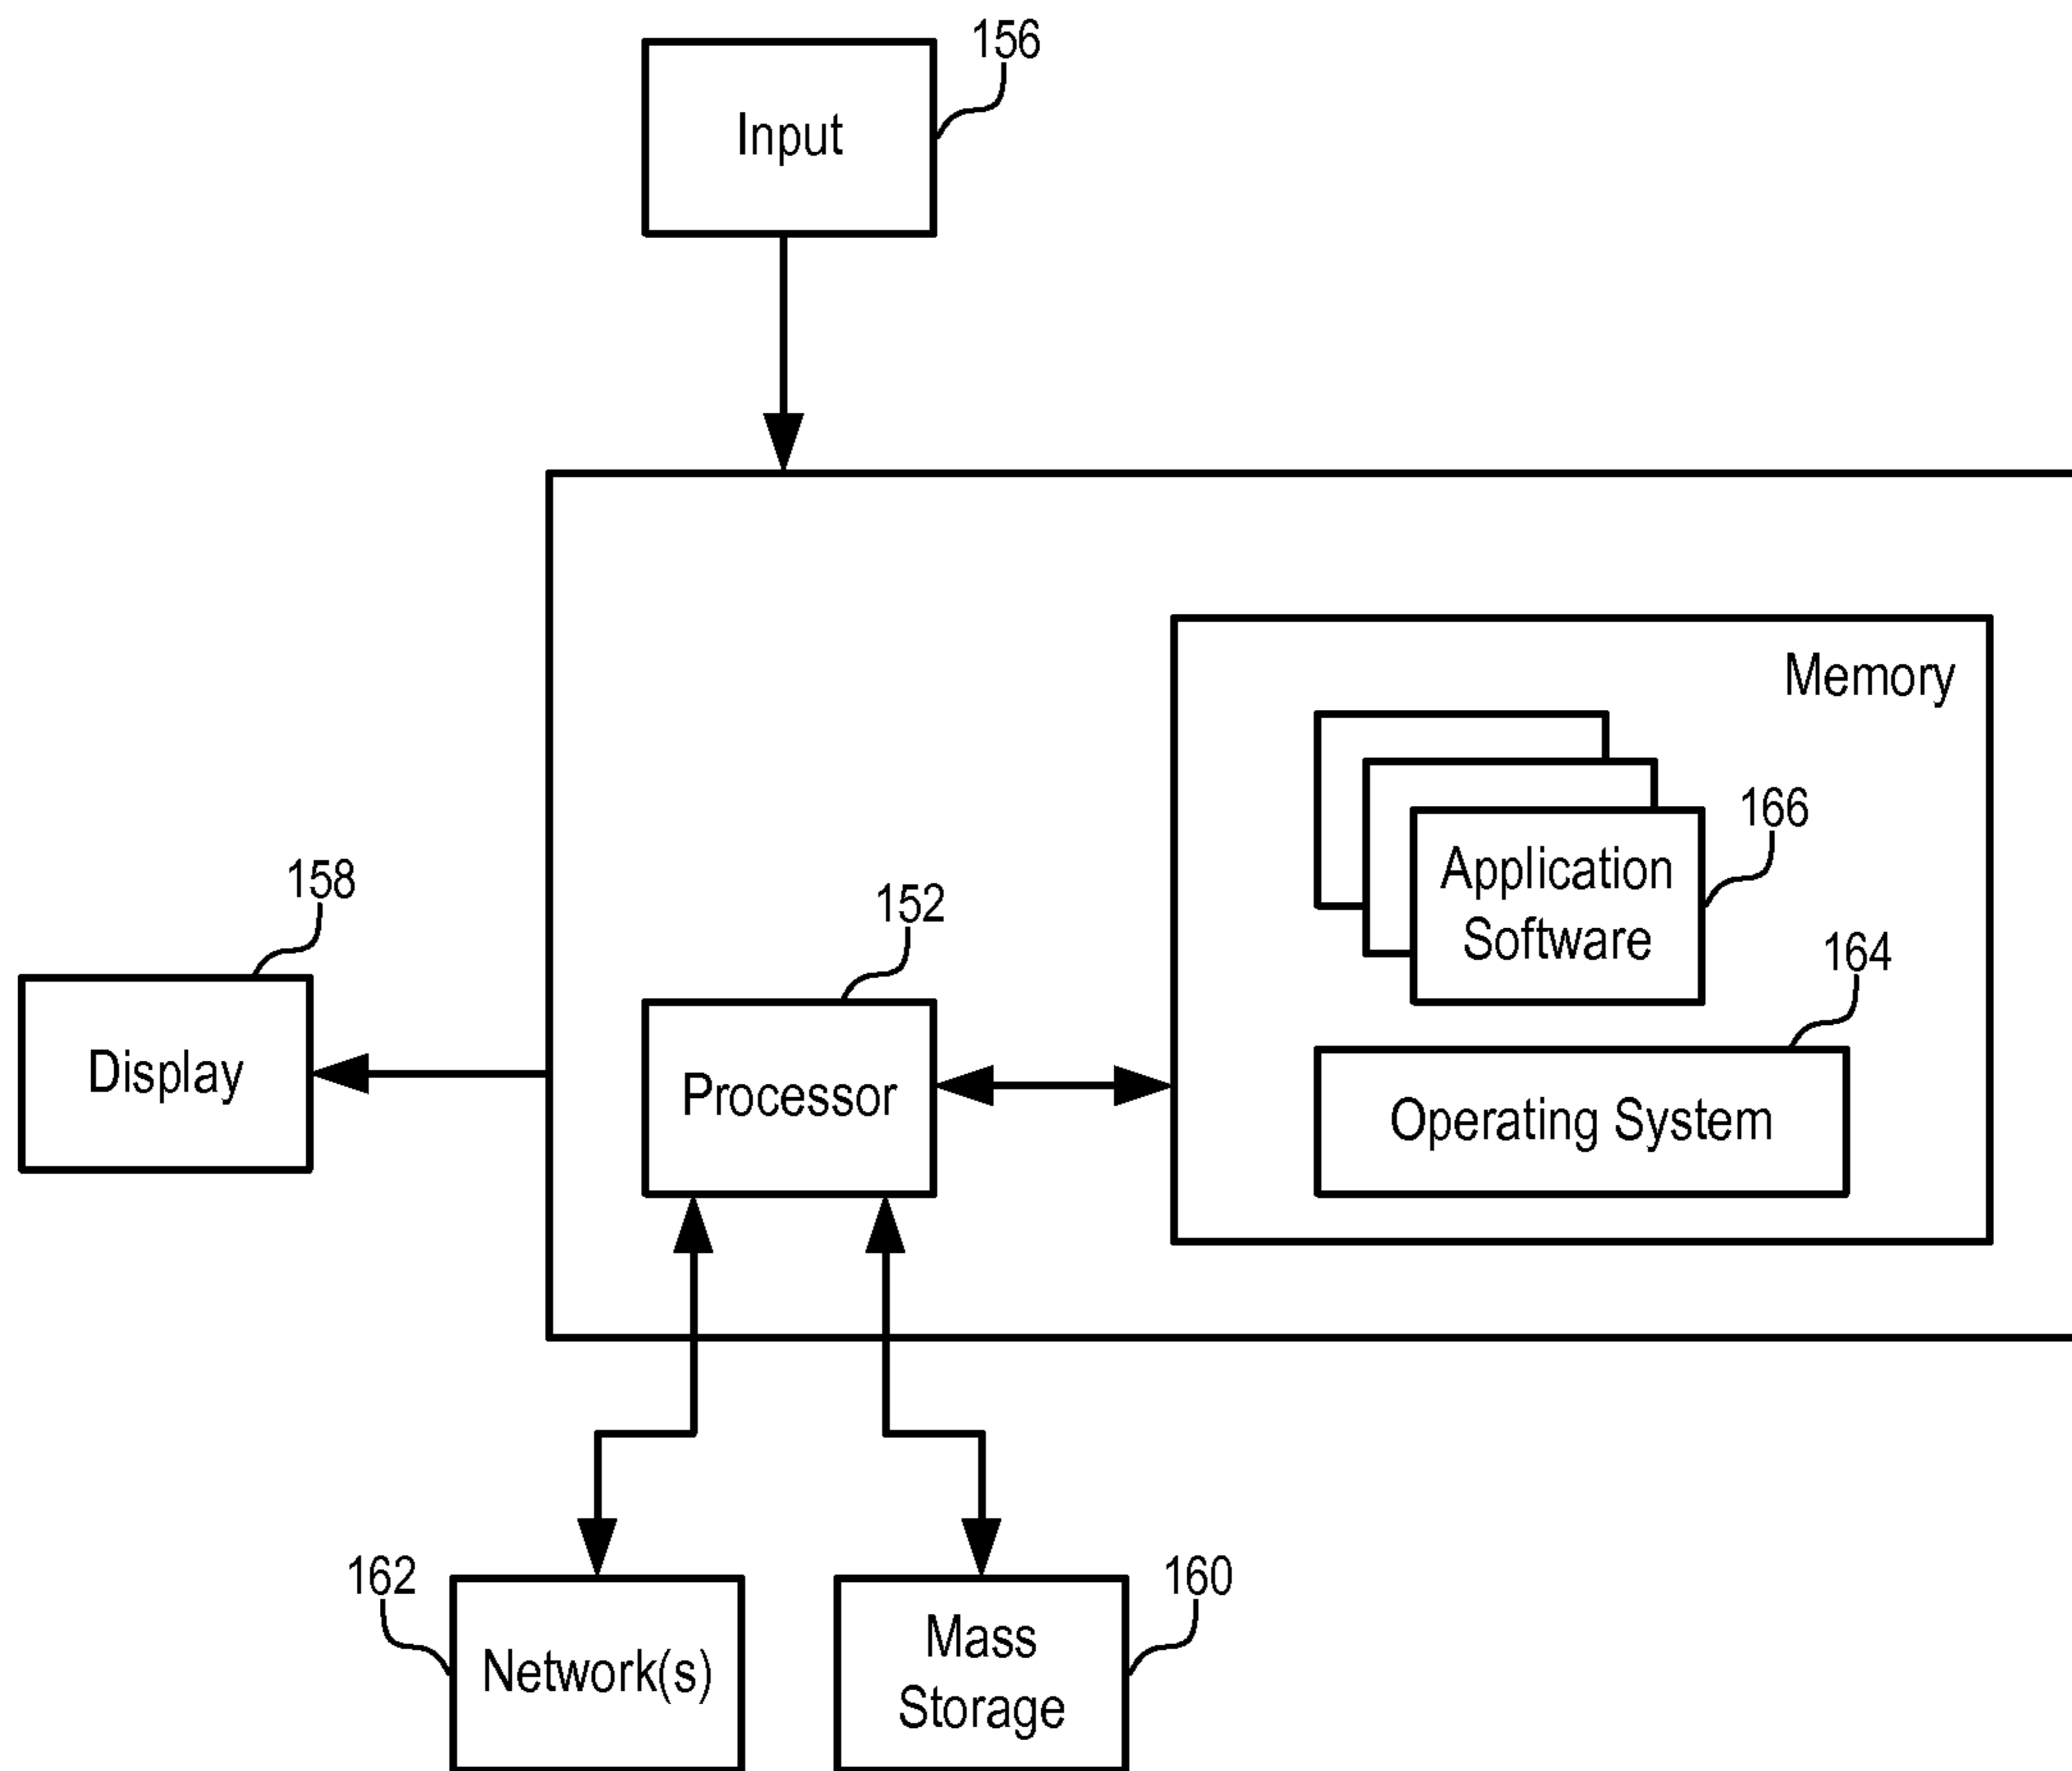 156
Input
Memory
166
Application
Software
158
152
164
Display
Processor
Operating System
162
160
Network(s)
Mass
Storage